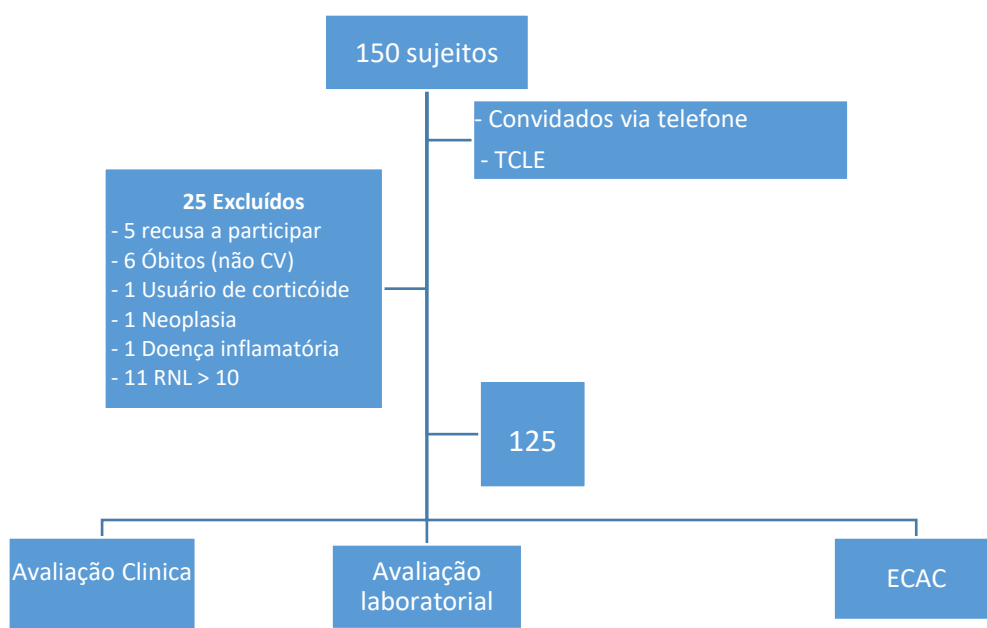 150 sujeitos
- Convidados via telefone
- TCLE
25 Excluídos
- 5 recusa a participar
- 6 Óbitos (não CV)
- 1 Usuário de corticóide
- 1 Neoplasia
- 1 Doença inflamatória
- 11 RNL > 10
125
Avaliação Clinica
Avaliação
laboratorial
ECAC